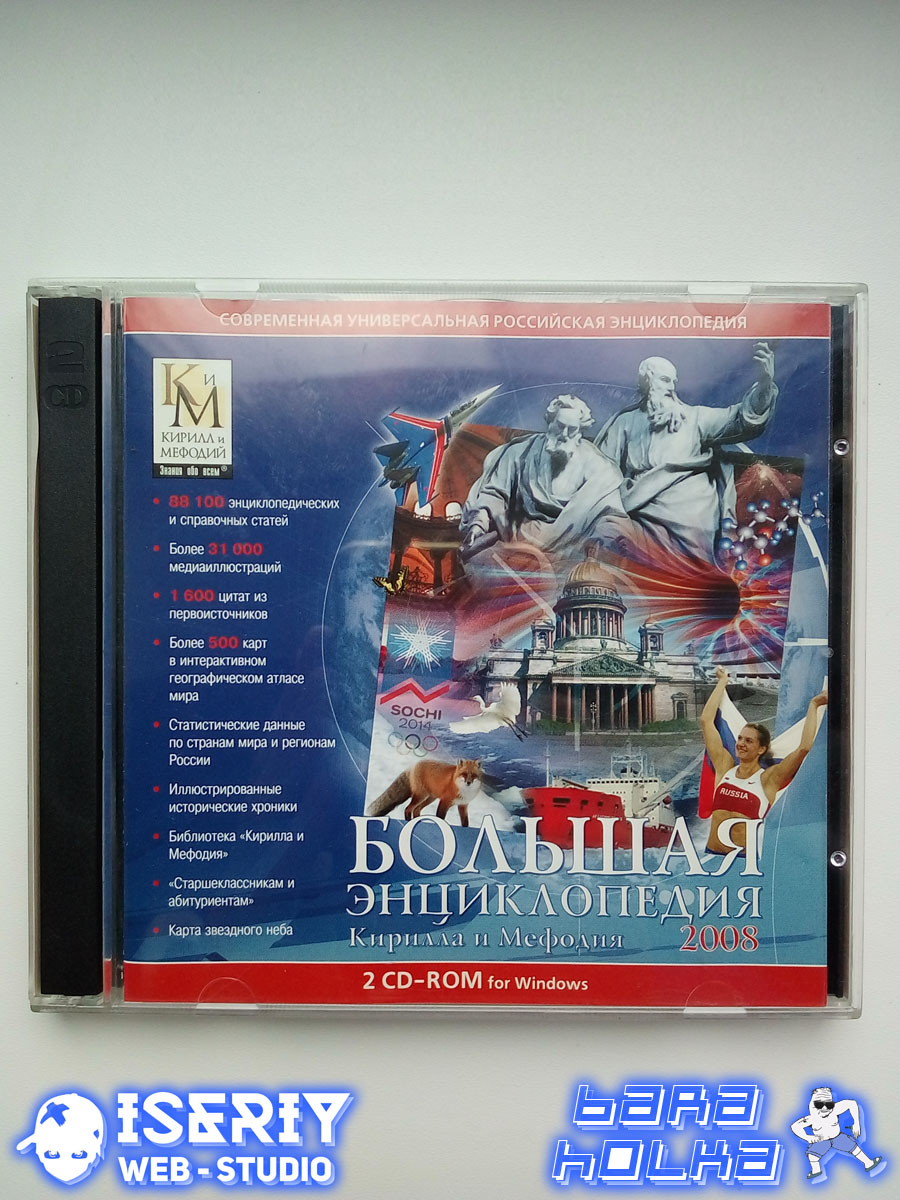 СОВРЕМЕННАЯ УНИВЕРСАЛЬНАЯ РОССИЙСКАЯ ЭНЦИКЛОПЕДИЯ
2
CD
К и
М
КИРИЛЛ и
МЕФОДИЙ
Знания обо всем®
• 88 100 энциклопедических
и справочных статей
• Более 31 000
медиаиллюстраций
• 1 600 цитат из
первоисточников
• Более 500 карт
в интерактивном
географическом атласе
мира
• Статистические данные
по странам мира и регионам
России
• Иллюстрированные
исторические хроники
• Библиотека «Кирилла и
Мефодия»
• «Старшеклассникам и
абитуриентам»
• Карта звездного неба
SOCHI
2014
RUSSIA
БОЛЬШАЯ
ЭНЦИКЛОПЕДИЯ
Кирилла и Мефодия 2008
2 CD-ROM for Windows
ISERIY
WEB - STUDIO
bara
holka